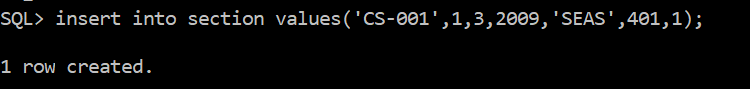 SQL> insert into section values('CS-001',1,3,2009,'SEAS',401,1);
1 row created.